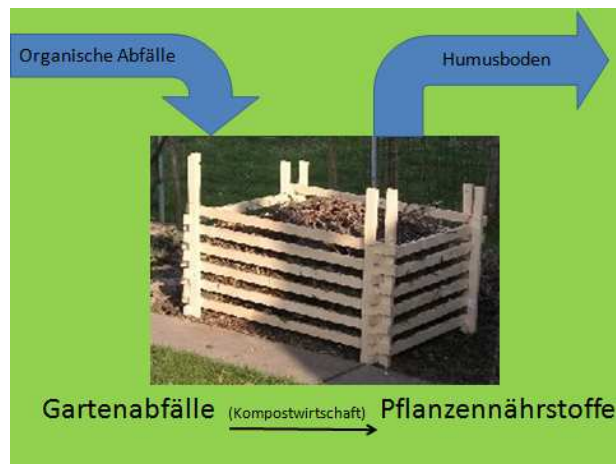 Organische Abfälle
Humusboden
Gartenabfälle (Kompostwirtschaft) Pflanzennährstoffe